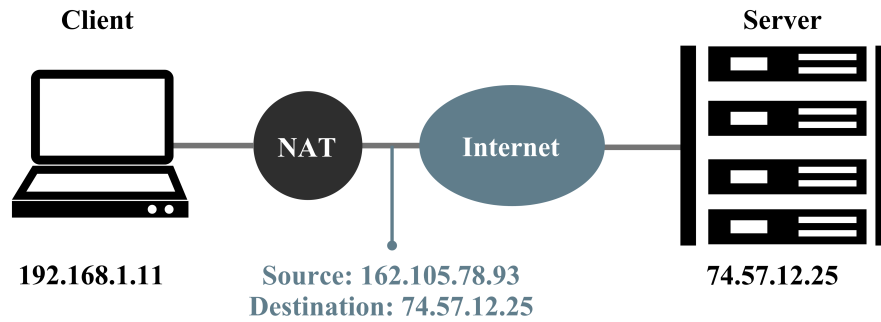 Client
Server
NAT
Internet
192.168.1.11
Source: 162.105.78.93
Destination: 74.57.12.25
74.57.12.25